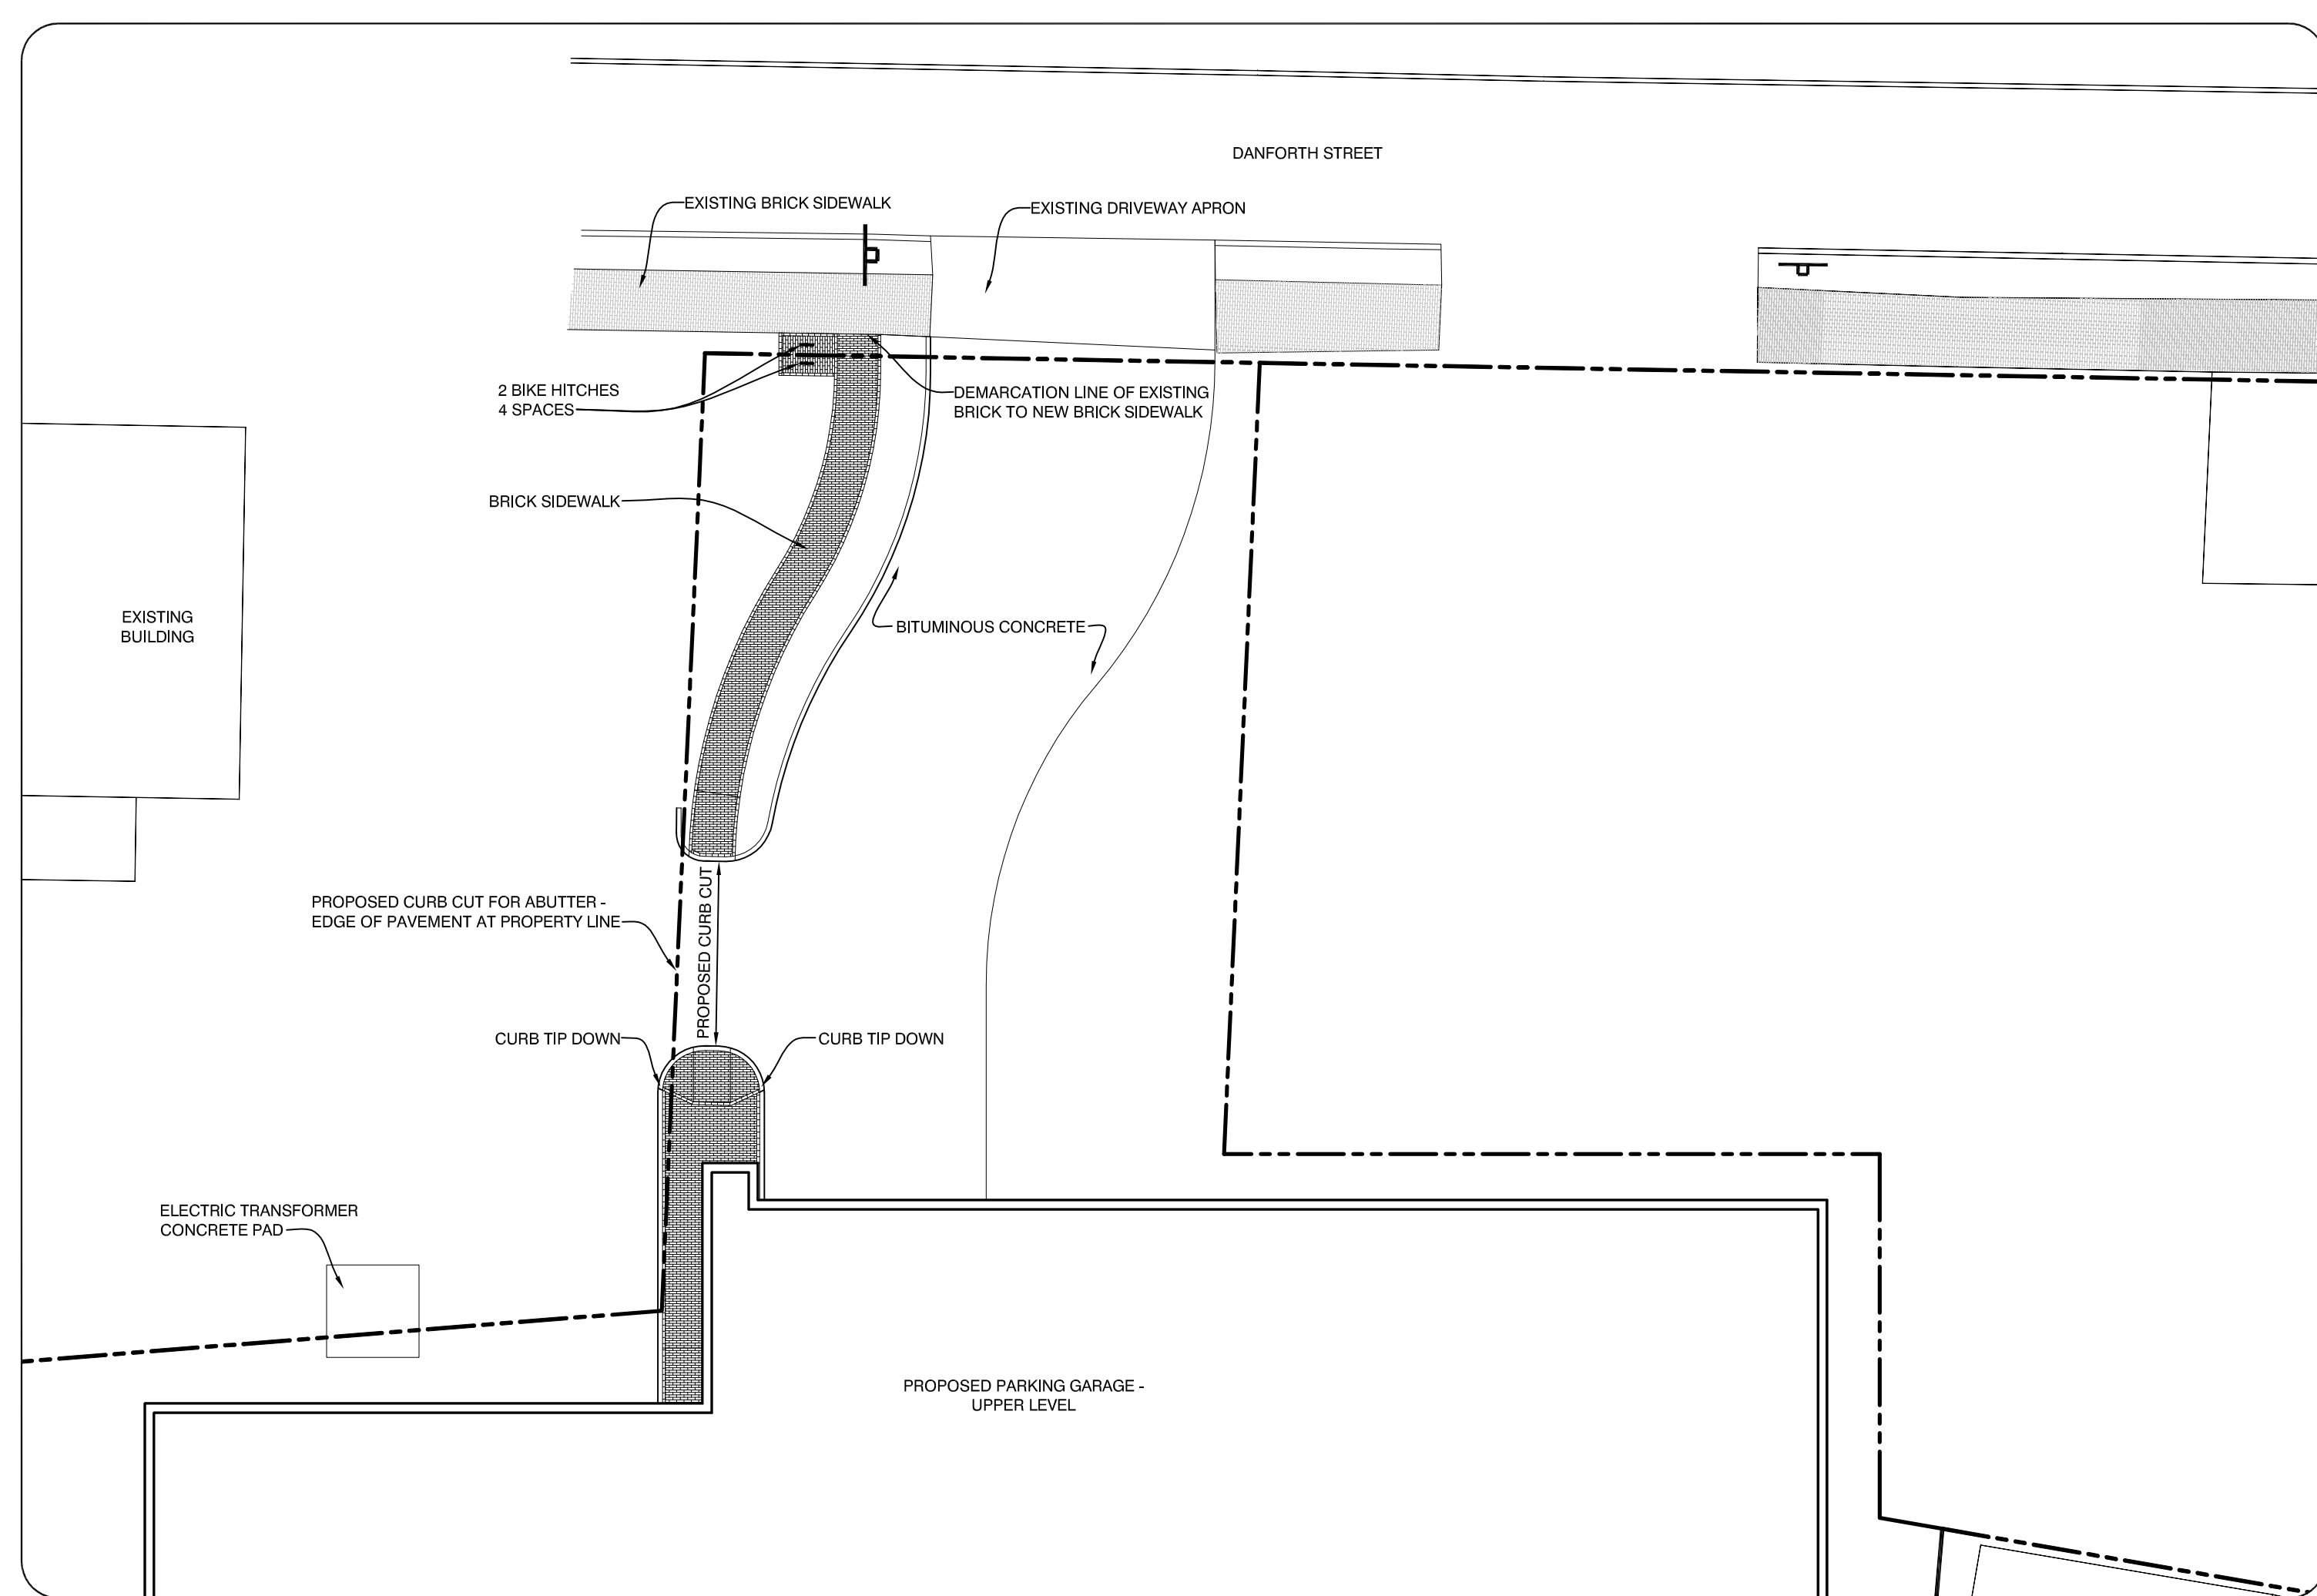 DANFORTH STREET
EXISTING BRICK SIDEWALK
EXISTING DRIVEWAY APRON
2 BIKE HITCHES
4 SPACES
DEMARCATION LINE OF EXISTING
BRICK TO NEW BRICK SIDEWALK
BRICK SIDEWALK
EXISTING
BUILDING
BITUMINOUS CONCRETE
PROPOSED CURB CUT FOR ABUTTER -
EDGE OF PAVEMENT AT PROPERTY LINE
PROPOSED CURB CUT
CURB TIP DOWN
CURB TIP DOWN
ELECTRIC TRANSFORMER
CONCRETE PAD
PROPOSED PARKING GARAGE -
UPPER LEVEL